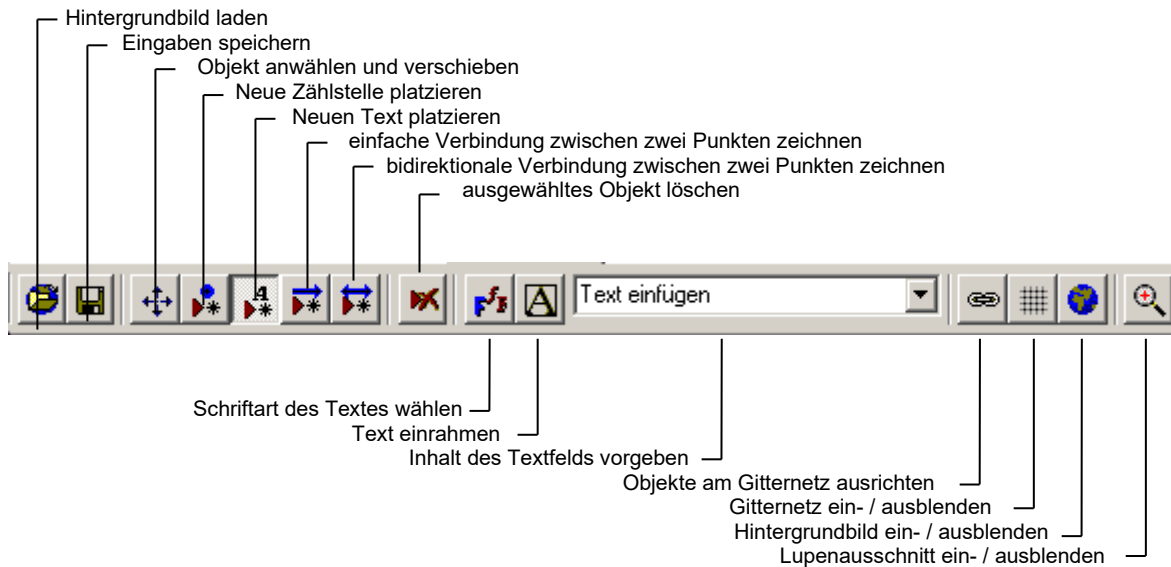 Hintergrundbild laden
Eingaben speichern
Objekt anwählen und verschieben
Neue Zählstelle platzieren
Neuen Text platzieren
einfache Verbindung zwischen zwei Punkten zeichnen
bidirektionale Verbindung zwischen zwei Punkten zeichnen
ausgewähltes Objekt löschen
Text einfügen
Schriftart des Textes wählen
Text einrahmen
Inhalt des Textfelds vorgeben
Objekte am Gitternetz ausrichten
Gitternetz ein- / ausblenden
Hintergrundbild ein- / ausblenden
Lupenausschnitt ein- / ausblenden